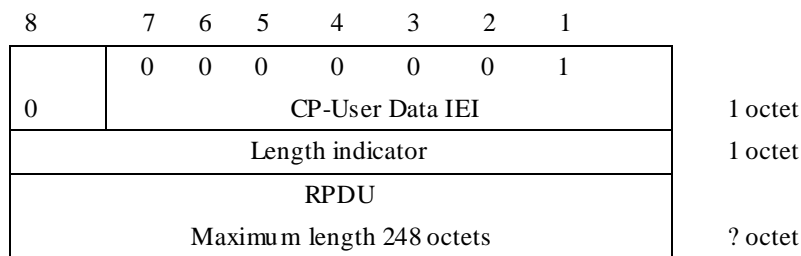 8 7 6 5 4 3 2 1
0 0 0 0 0 0 1
0 CP-User Data IEI 1 octet
Length indicator 1 octet
RPDU
Maximum length 248 octets ? octet